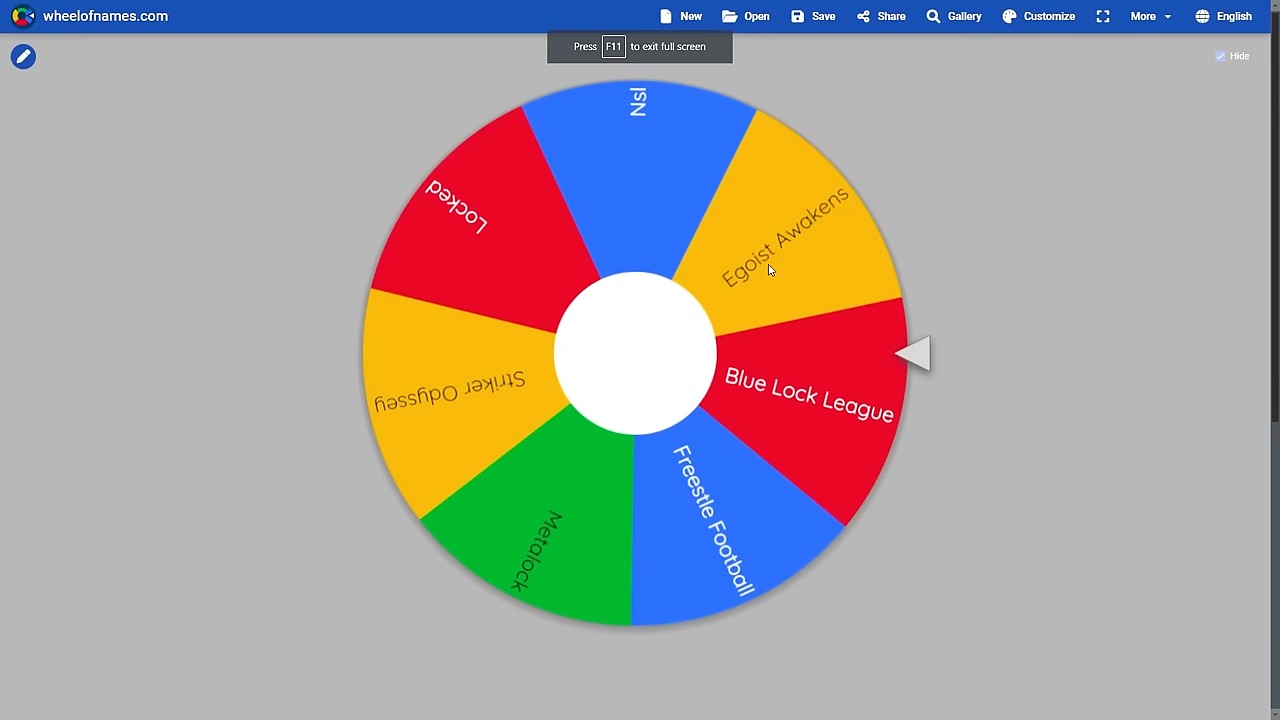 wheelofnames.com
New
Open
Save
Share
Gallery
Customize
More
English
Press F11 to exit full screen
Hide
NSI
Egoist Awakens
Blue Lock League
Freestle Football
Metalock
Striker Odyssey
Locked